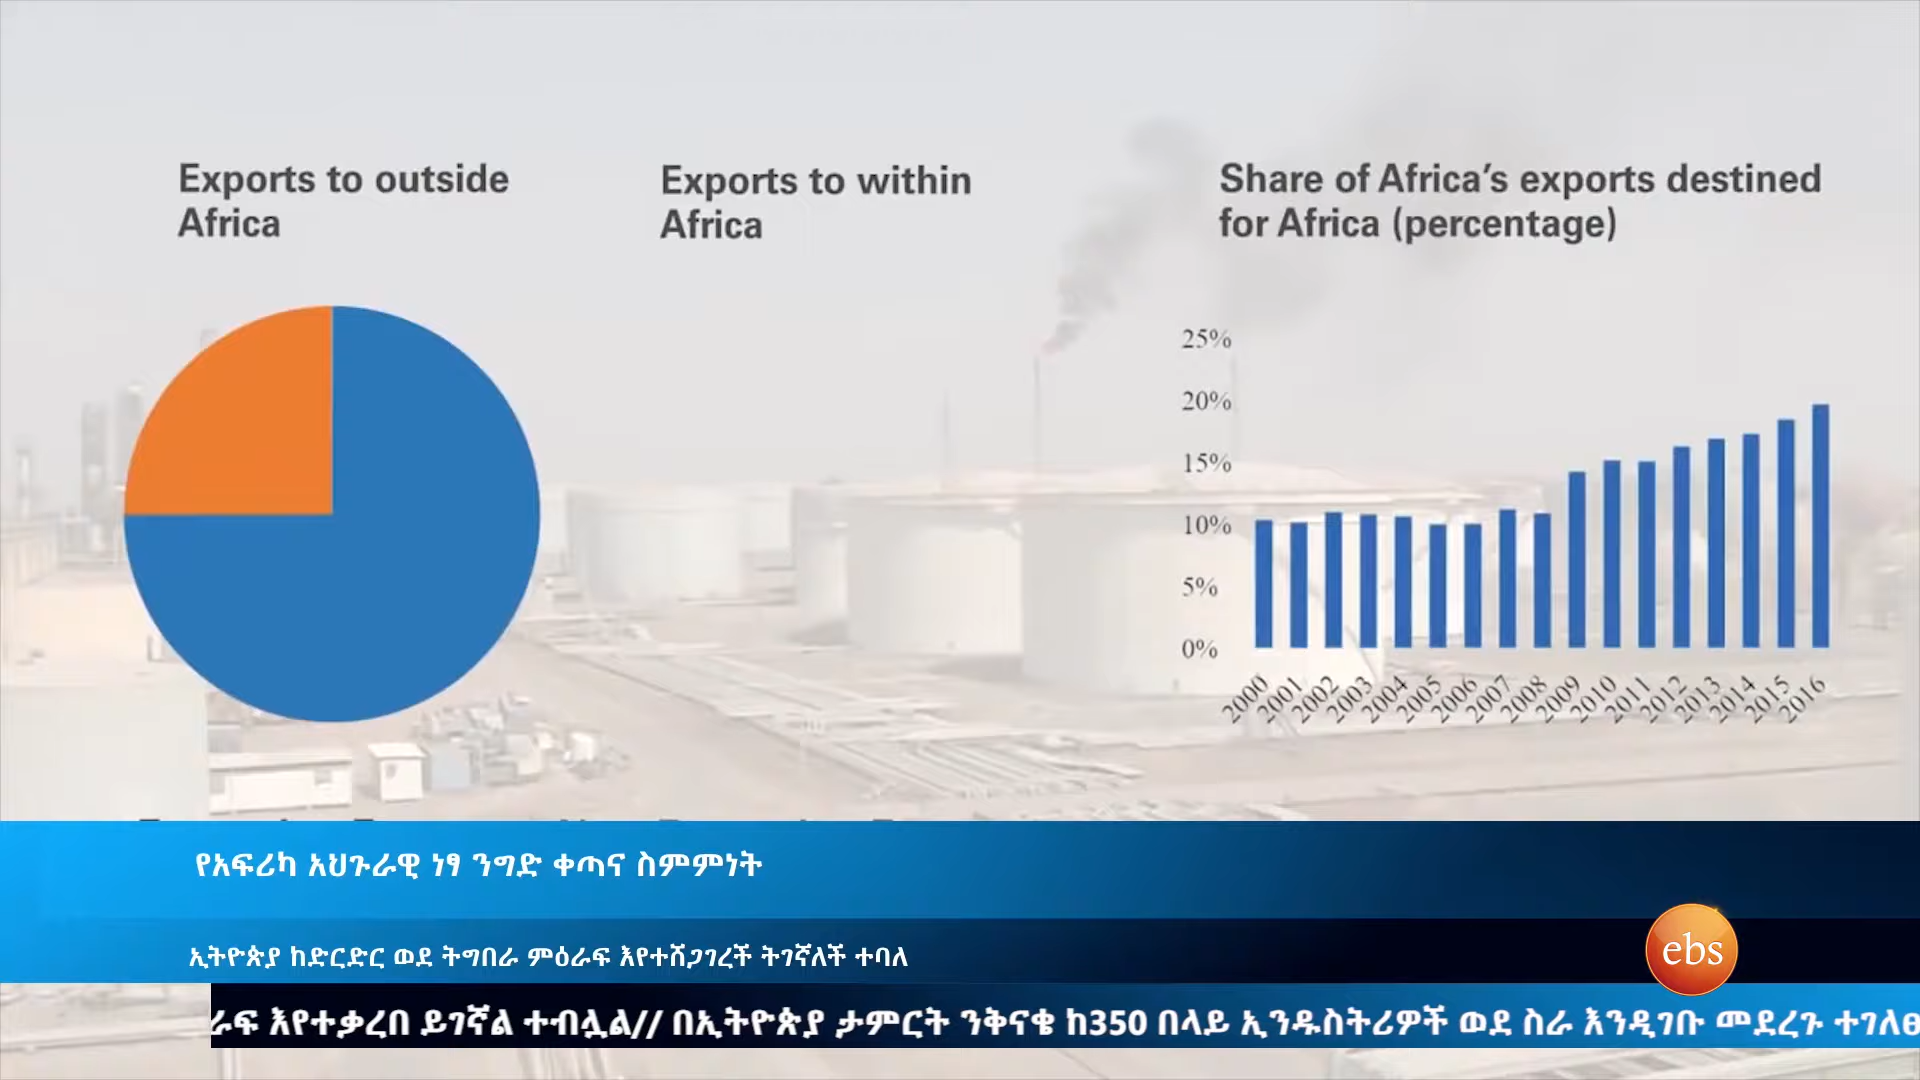 Exports to outside
Africa
Exports to within
Africa
Share of Africa's exports destined
for Africa (percentage)
25%
20%
15%
10%
5%
0%
2000 2001 2002 2003 2004 2005 2006 2007 2008 2009 2010 2011 2012 2013 2014 2015 2016
የአፍሪካ አህጉራዊ ነፃ ንግድ ቀጣና ስምምነት
ኢትዮጵያ ከድርድር ወደ ትግበራ ምዕራፍ እየተሸጋገረች ትገኛለች ተባለ
ebs
ራፍ እየተቃረበ ይገኛል ተብሏል// በኢትዮጵያ ታምርት ንቅናቄ ከ350 በላይ ኢንዱስትሪዎች ወደ ስራ እንዲገቡ መደረጉ ተገለፀ